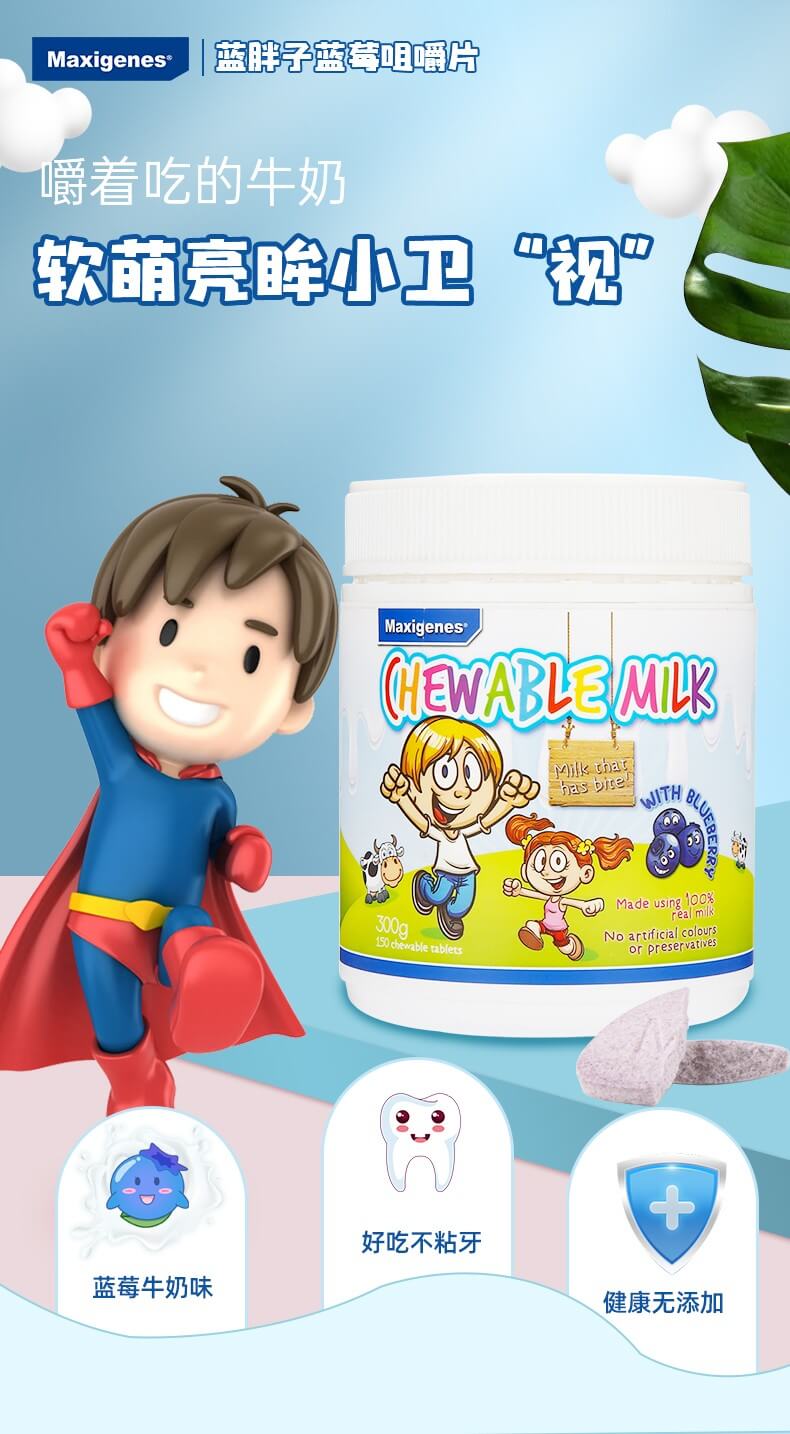 Maxigenes®
蓝胖子蓝莓咀嚼片
嚼着吃的牛奶
软萌亮眸小卫“视”
Maxigenes®
CHEWABLE MILK
Milk that
has bite!
WITH BLUEBERRY
Made using 100%
real milk
No artificial colours
or preservatives
300g
150 chewable tablets
蓝莓牛奶味
好吃不粘牙
健康无添加